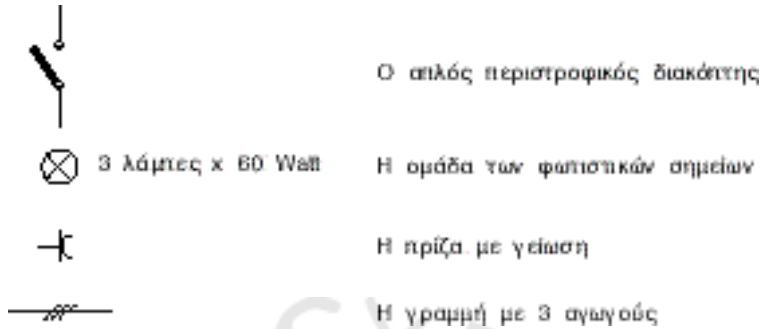 Ο απλός περιστροφικός διακόπτης
3 λάμπες x 60 Watt Η ομάδα των φωτιστικών σημείων
Η πρίζα με γείωση
Η γραμμή με 3 αγωγούς